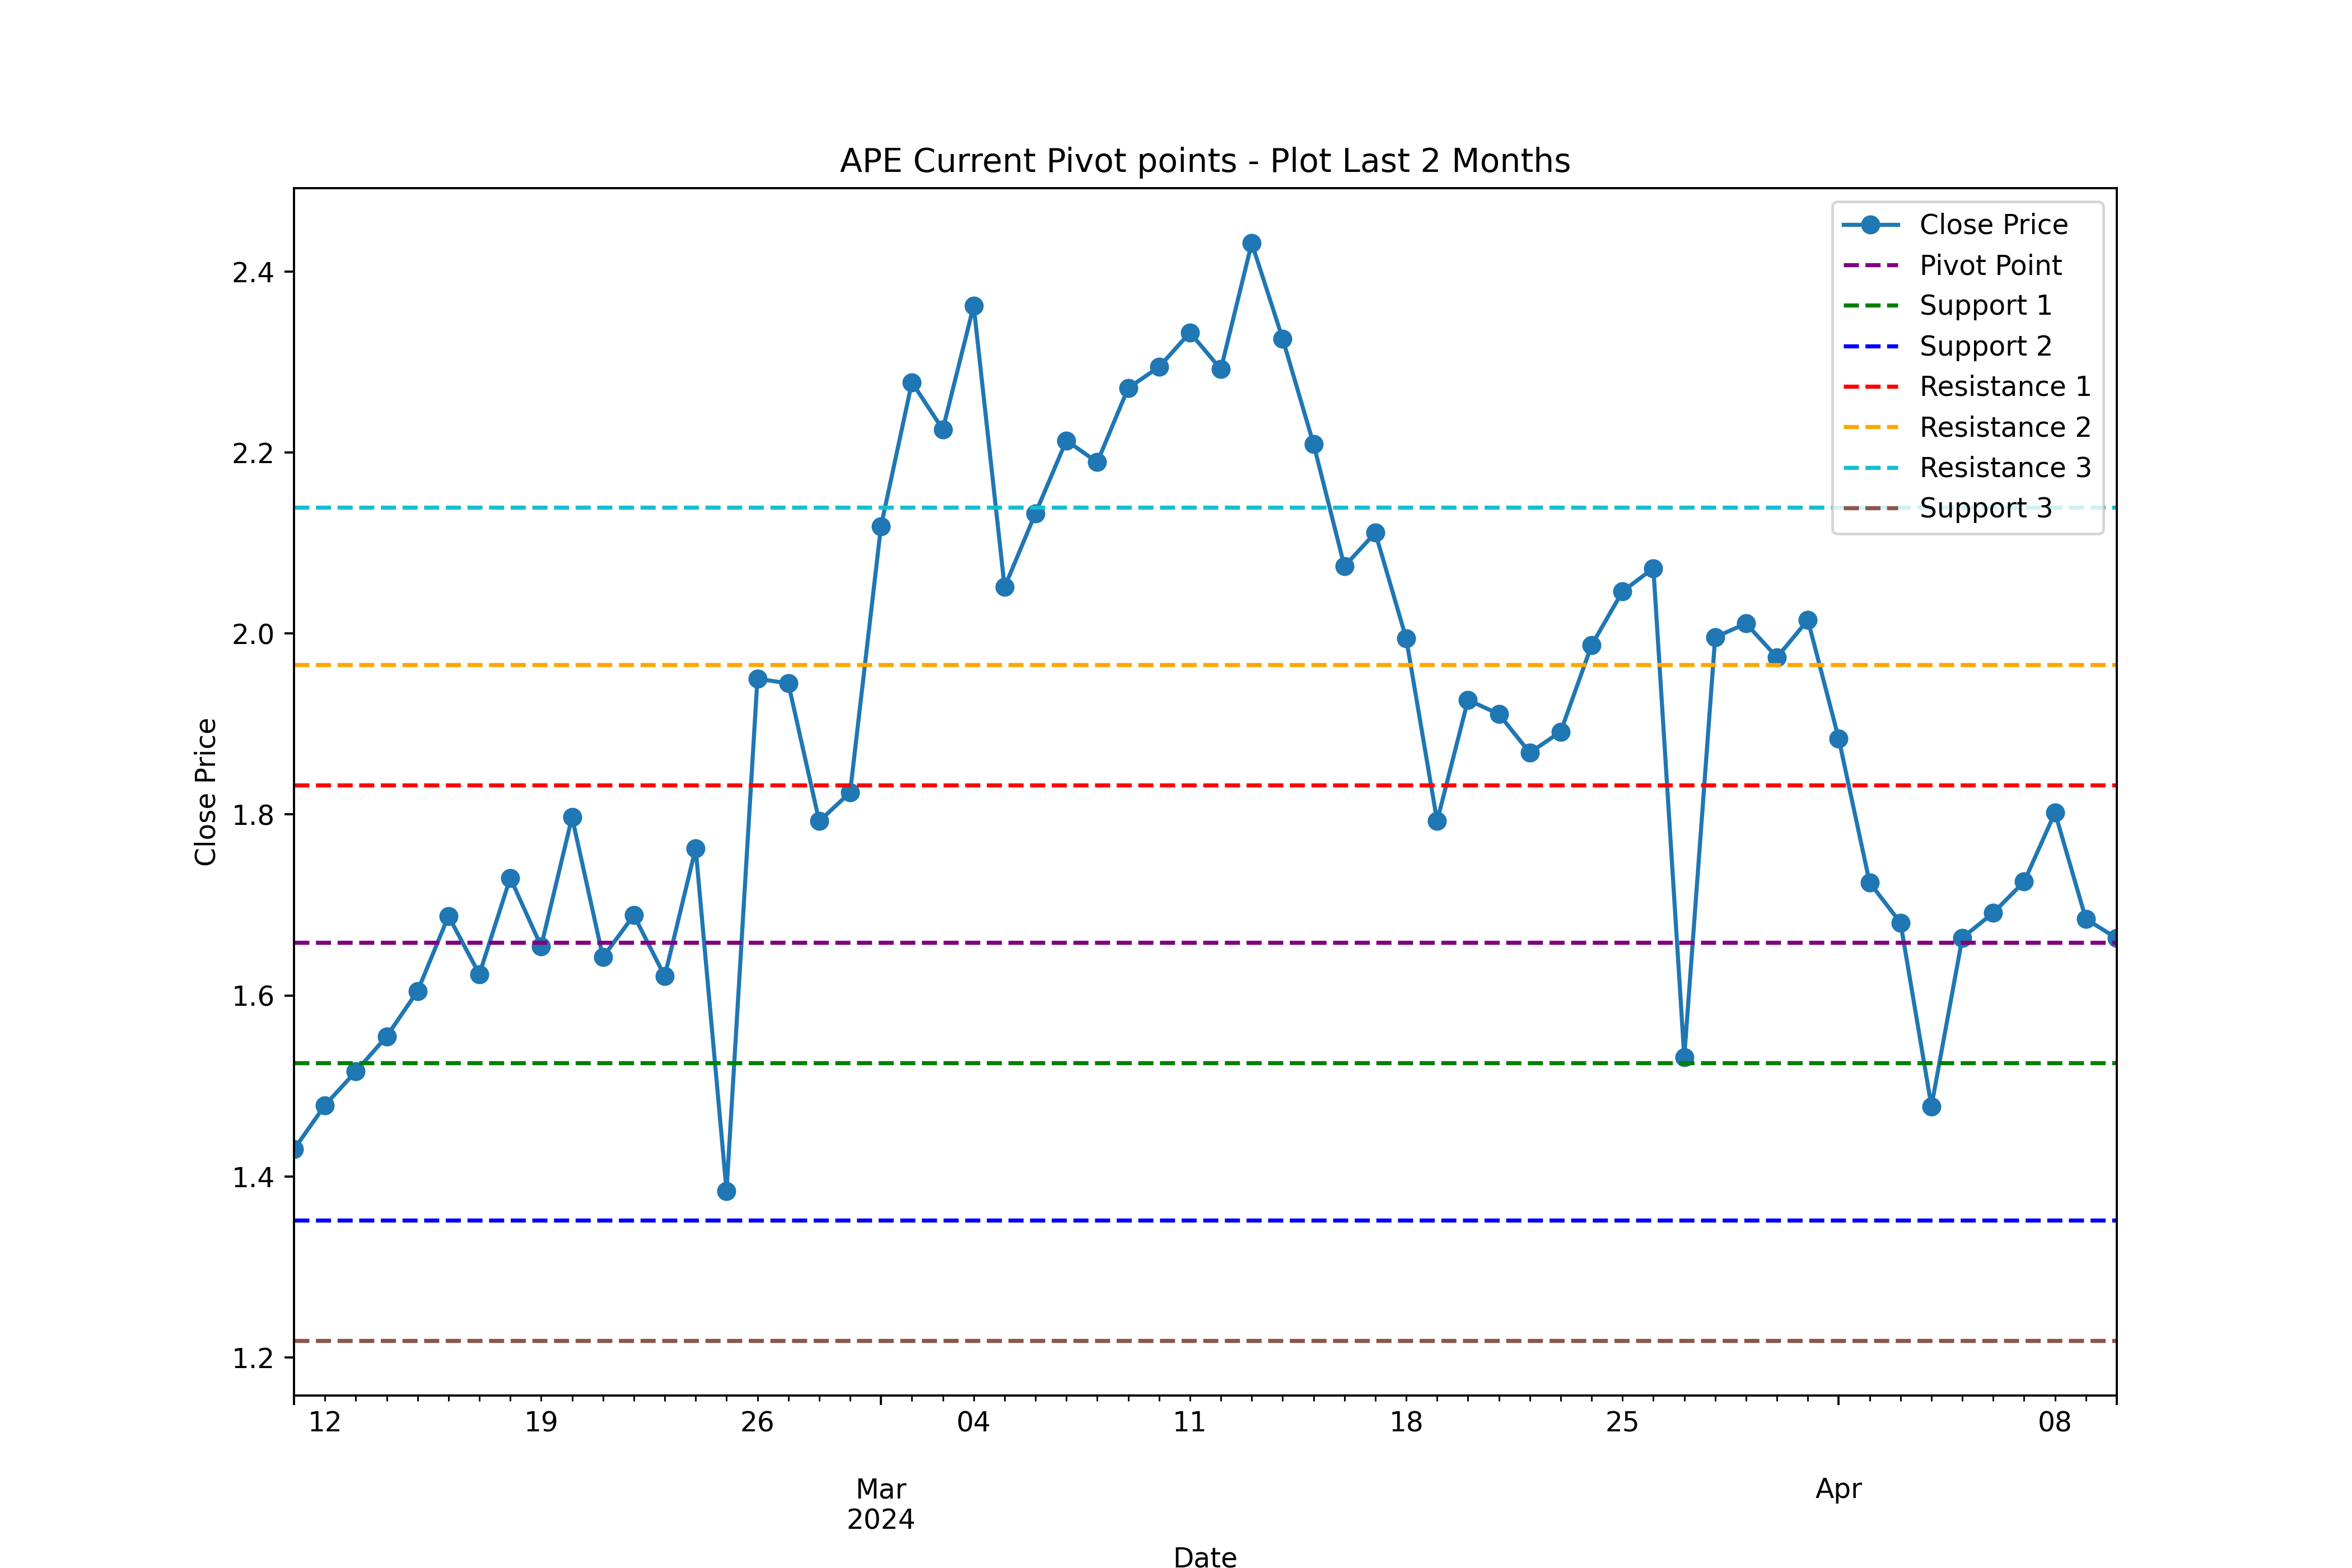 APE Current Pivot points - Plot Last 2 Months
Close Price
Pivot Point
Support 1
Support 2
Resistance 1
Resistance 2
Resistance 3
Support 3
2.4
2.2
2.0
1.8
1.6
1.4
1.2
Close Price
12 19 26 04 11 18 25 08
Mar Apr
2024
Date